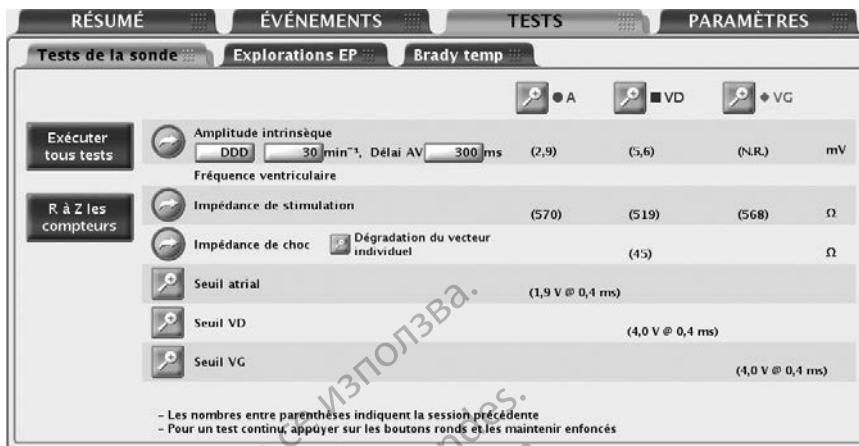 RÉSUMÉ ÉVÉNEMENTS TESTS PARAMÈTRES
Tests de la sonde Explorations EP Brady temp
A VD VG
Exécuter tous tests
Amplitude intrinsèque
DDD 30 min⁻¹, Délai AV 300 ms (2,9) (5,6) (N.R.) mV
Fréquence ventriculaire
R à Z les compteurs
Impédance de stimulation (570) (519) (568) Ω
Impédance de choc Dégradation du vecteur individuel (45) Ω
Seuil atrial (1,9 V @ 0,4 ms)
Seuil VD (4,0 V @ 0,4 ms)
Seuil VG (4,0 V @ 0,4 ms)
- Les nombres entre parenthèses indiquent la session précédente
- Pour un test continu, appuyer sur les boutons ronds et les maintenir enfoncés
се използва.